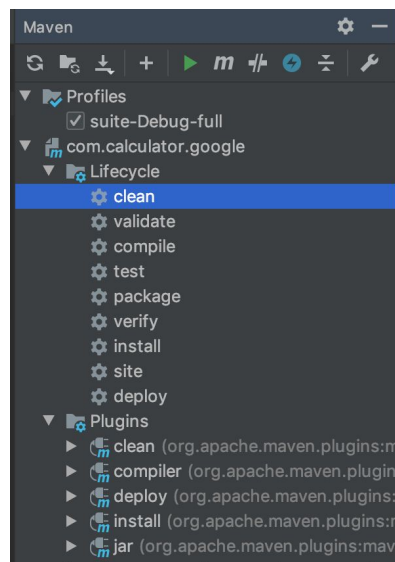 Maven
m
Profiles
suite-Debug-full
com.calculator.google
Lifecycle
clean
validate
compile
test
package
verify
install
site
deploy
Plugins
clean (org.apache.maven.plugins:m
compiler (org.apache.maven.plugin
deploy (org.apache.maven.plugins:
install (org.apache.maven.plugins:r
jar (org.apache.maven.plugins:mav